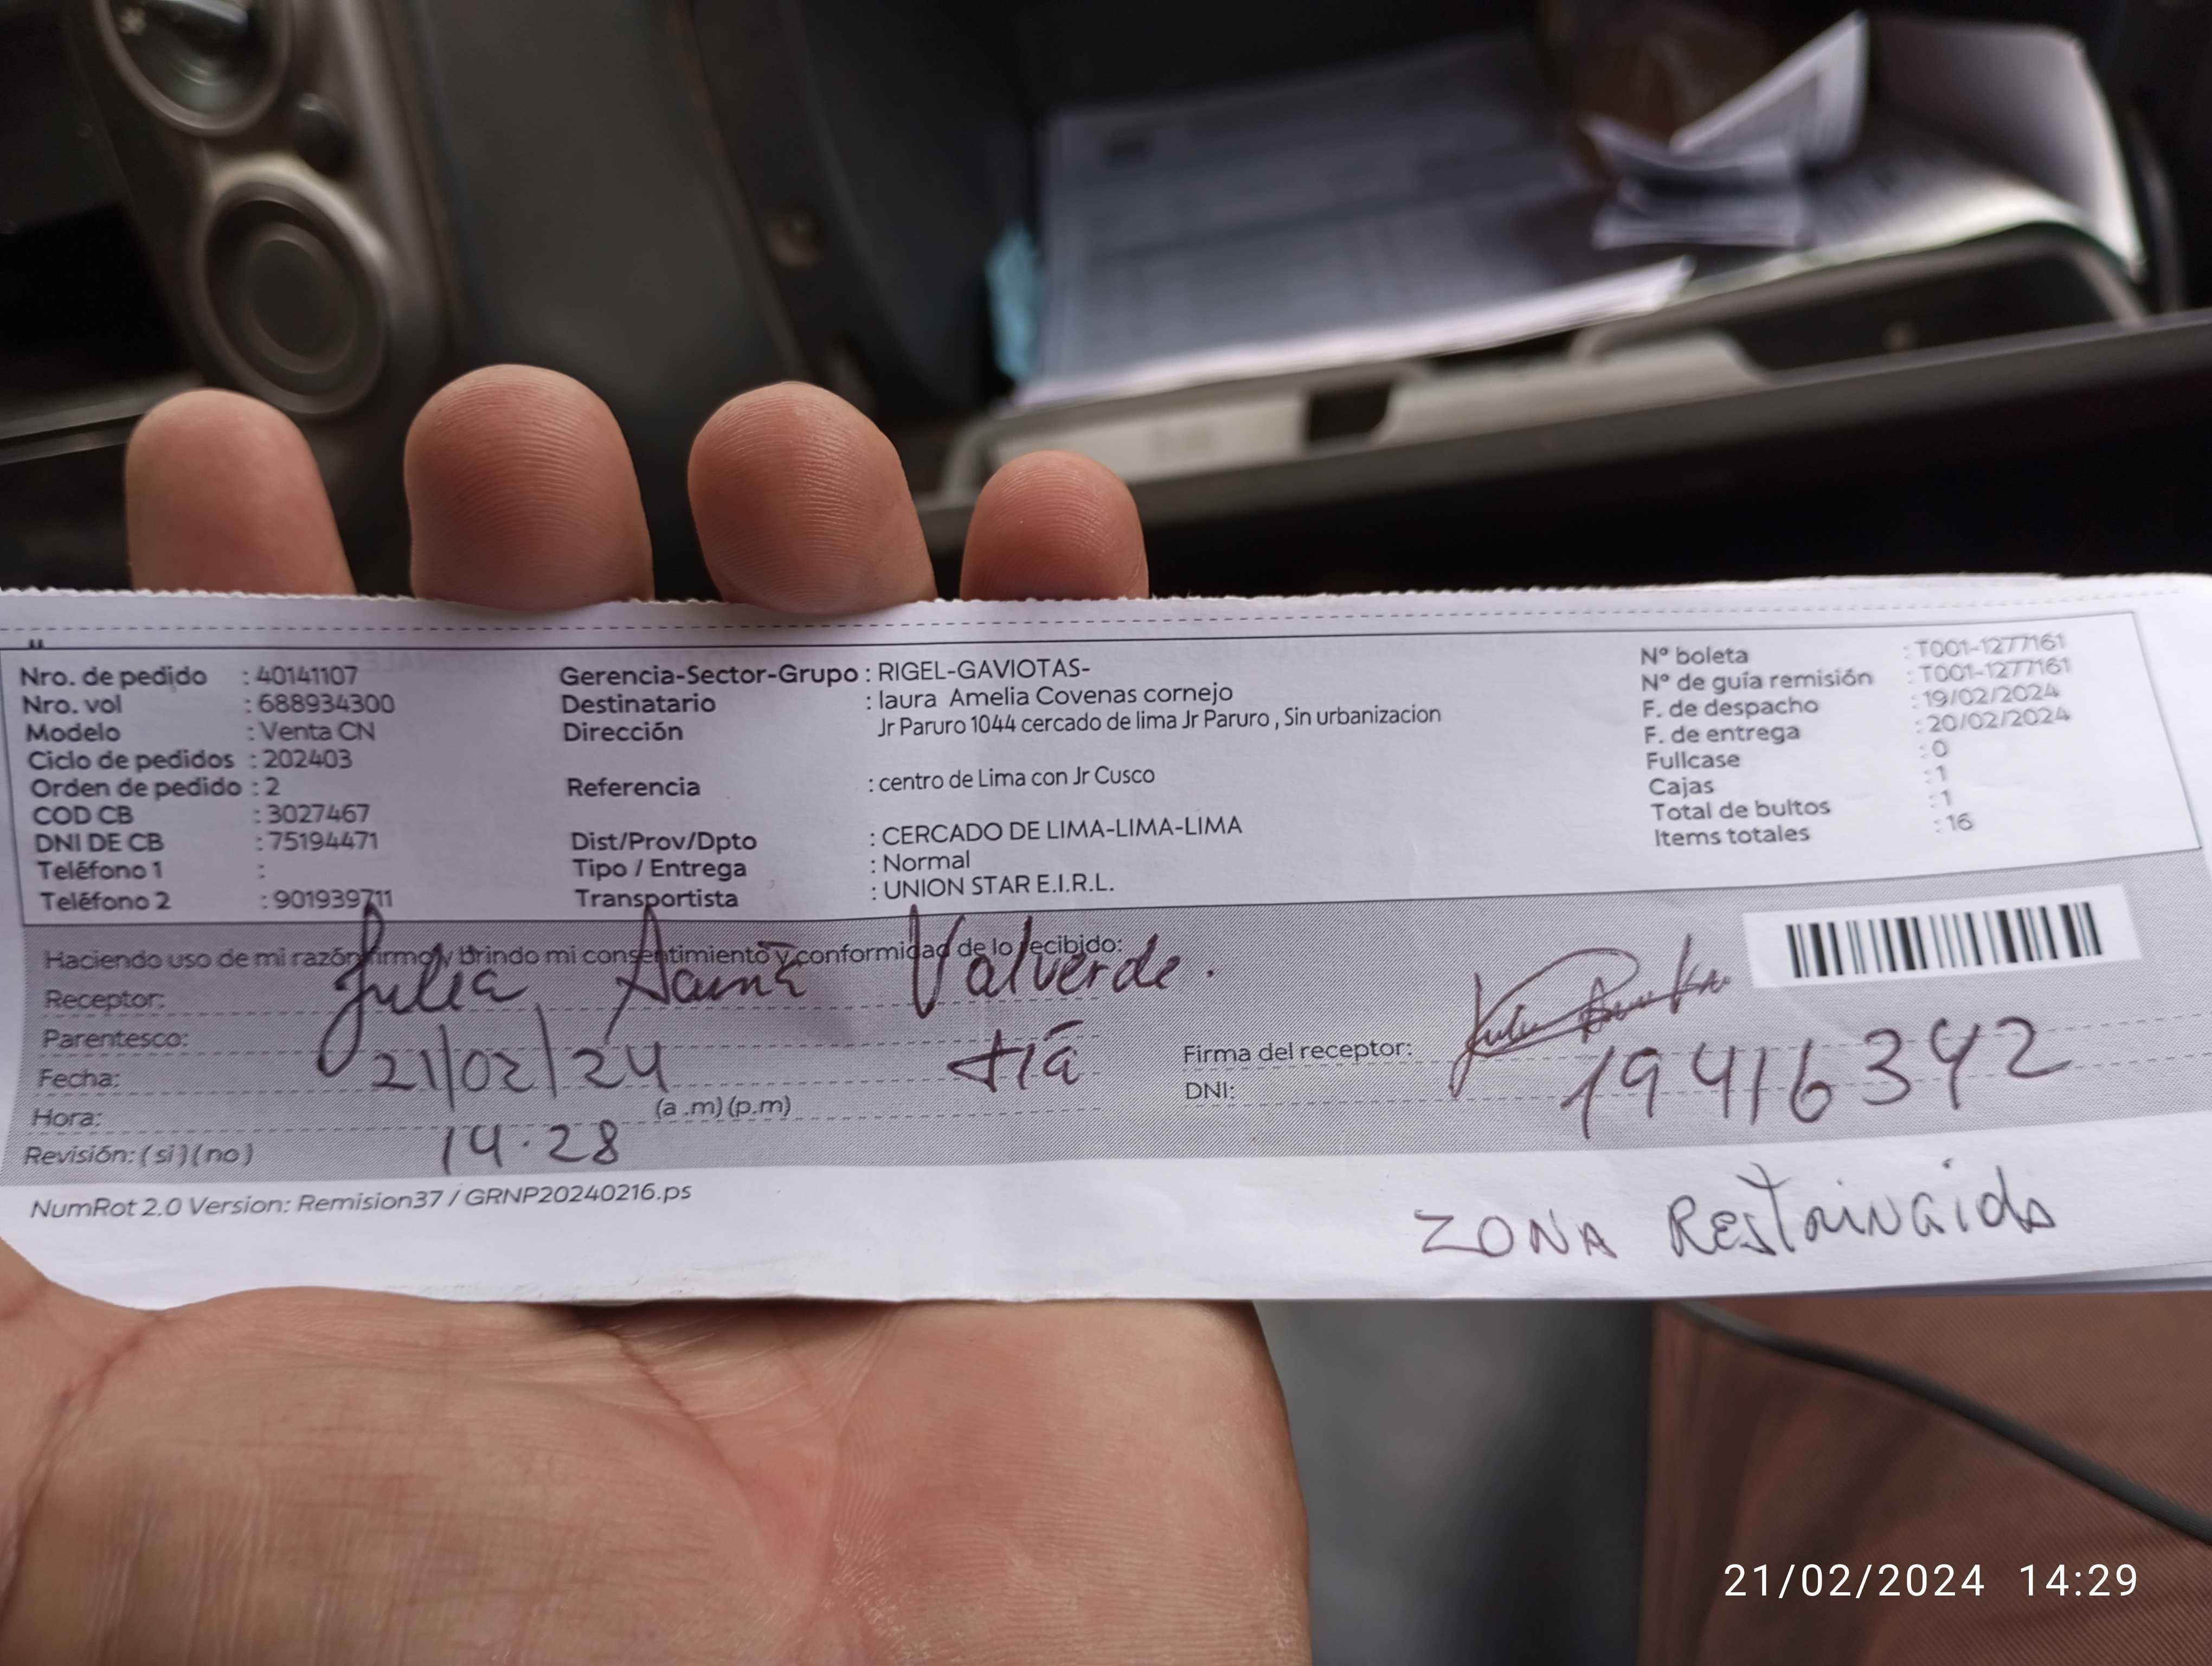 Nro. de pedido : 40141107
Nro. vol : 688934300
Modelo : Venta CN
Ciclo de pedidos : 202403
Orden de pedido : 2
COD CB : 3027467
DNI DE CB : 75194471
Teléfono 1 :
Teléfono 2 : 901939711
Gerencia-Sector-Grupo : RIGEL-GAVIOTAS-
Destinatario : laura Amelia Covenas cornejo
Dirección Jr Paruro 1044 cercado de lima Jr Paruro , Sin urbanizacion
Referencia : centro de Lima con Jr Cusco
Dist/Prov/Dpto : CERCADO DE LIMA-LIMA-LIMA
Tipo / Entrega : Normal
Transportista : UNION STAR E.I.R.L.
Nº boleta : T001-1277161
Nº de guía remisión : T001-1277161
F. de despacho : 19/02/2024
F. de entrega : 20/02/2024
Fullcase : 0
Cajas : 1
Total de bultos : 1
Items totales : 16
Haciendo uso de mi razón firmo y brindo mi consentimiento y conformidad de lo recibido:
Receptor: Julia Valverde.
Parentesco: tía
Fecha: 21/02/24
Hora: 14.28 (a .m) (p.m)
Revisión: ( si ) ( no )
Firma del receptor:
DNI: 19416342
NumRot 2.0 Version: Remision37 / GRNP20240216.ps
ZONA
21/02/2024 14:29